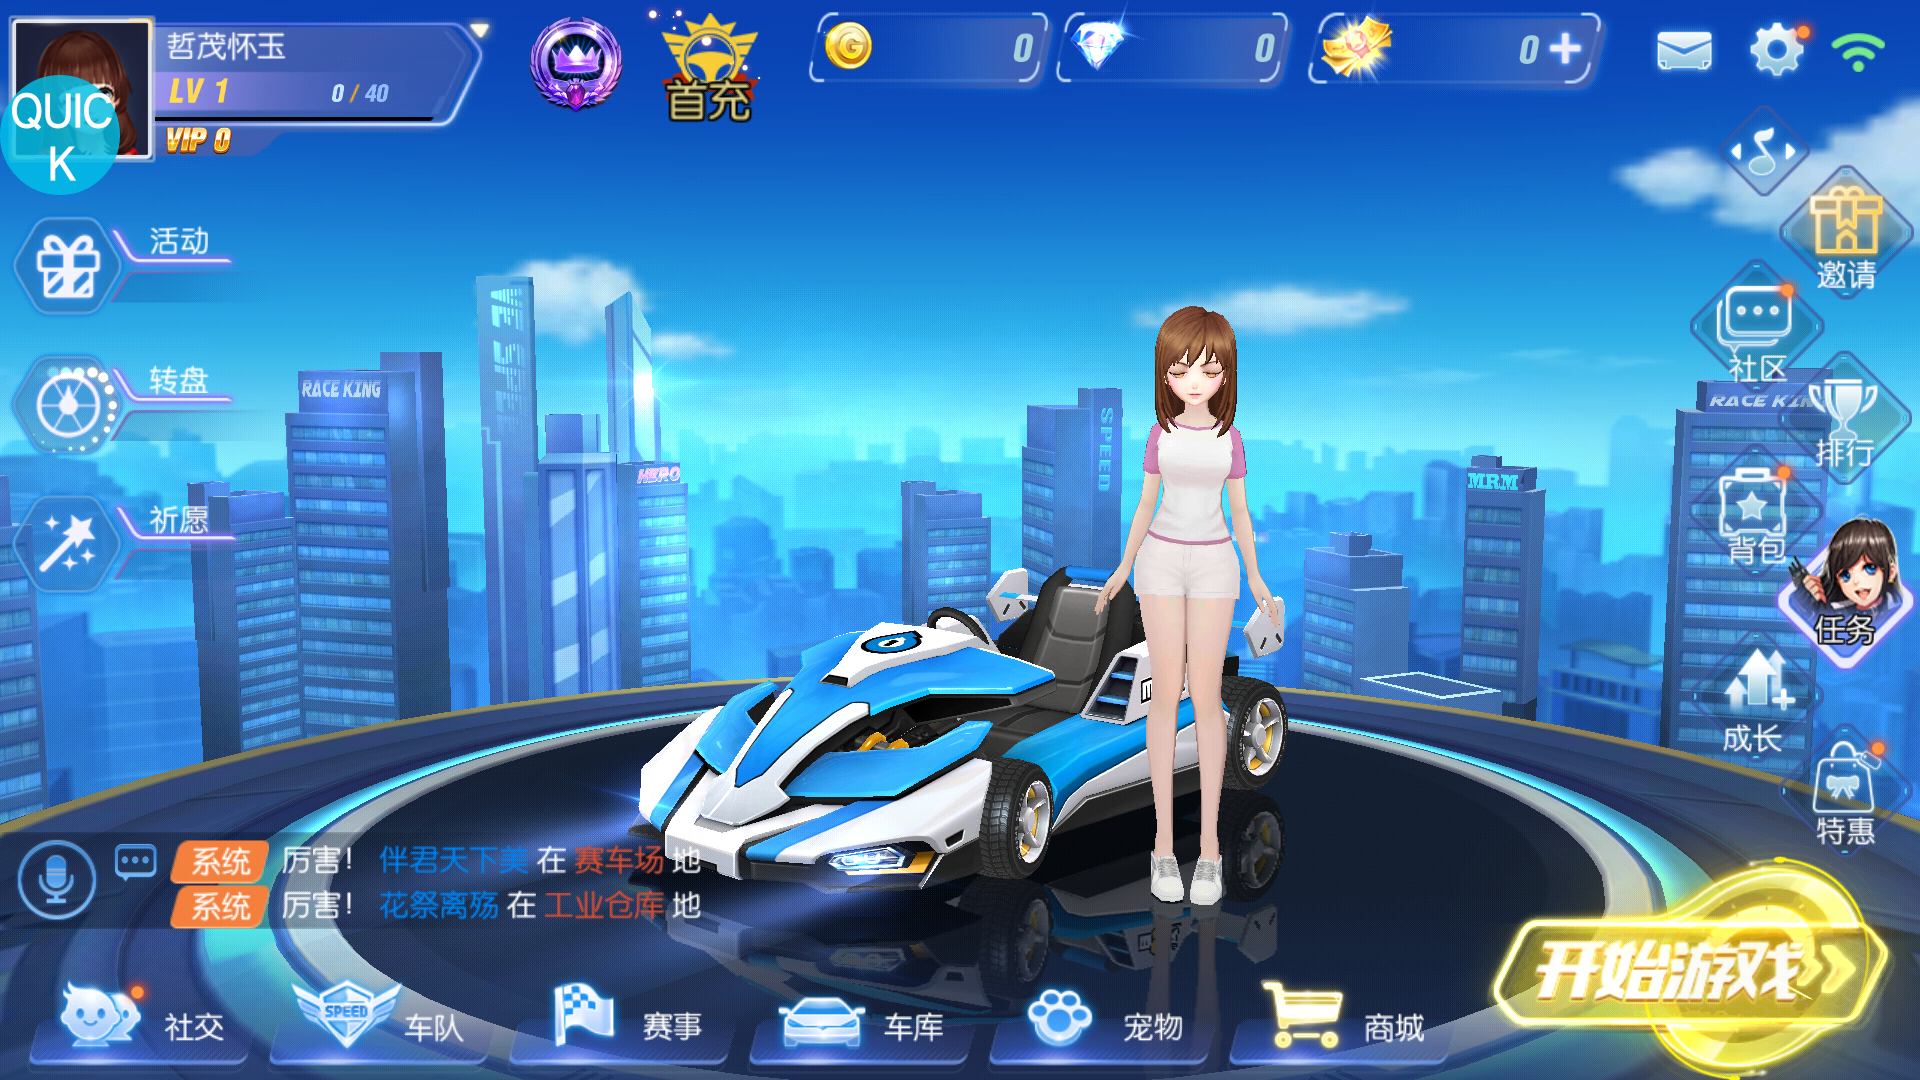 哲茂怀玉
LV 1
0 / 40
VIP 0
QUIC
K
首充
0
0
0
活动
转盘
祈愿
邀请
社区
排行
背包
任务
成长
特惠
RACE KING
HERO
SPEED
MRM
RACE KIN
系统 厉害! 伴君天下美 在 赛车场 地
系统 厉害! 花祭离殇 在 工业仓库 地
开始游戏
社交
SPEED
车队
赛事
车库
宠物
商城